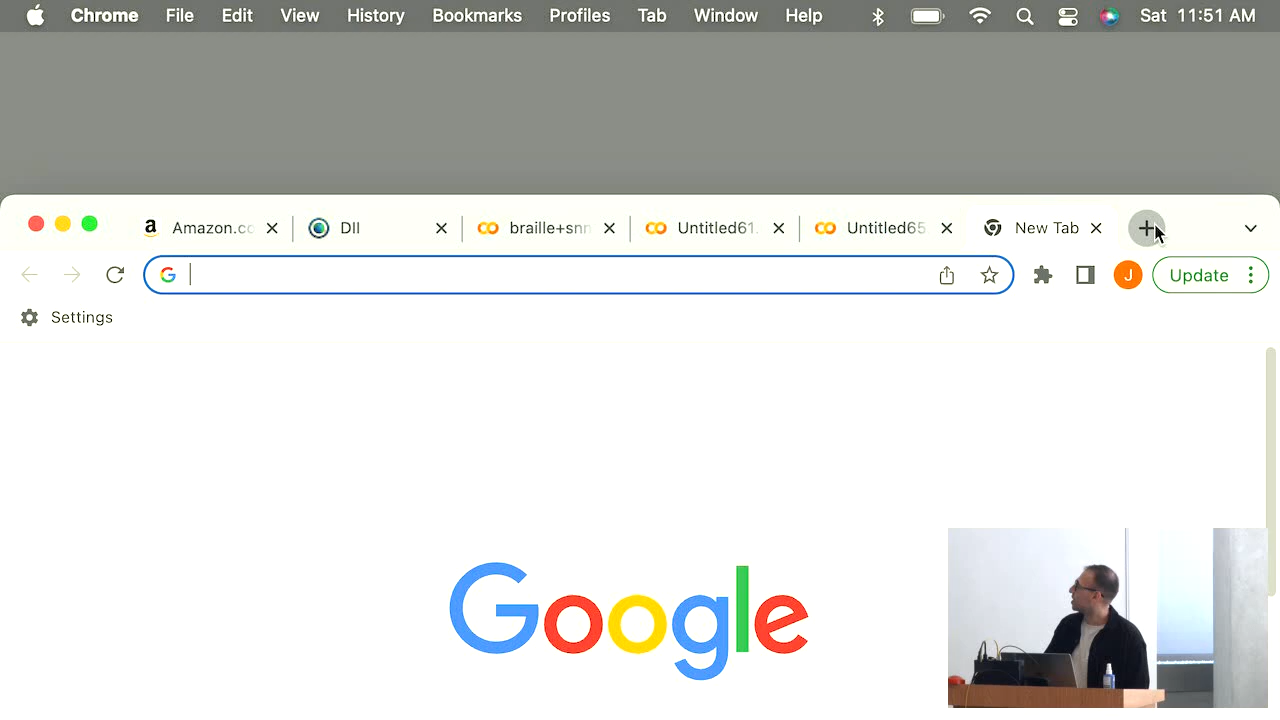 Chrome File Edit View History Bookmarks Profiles Tab Window Help Sat 11:51 AM
Amazon.cc Dll braille+snn Untitled61. Untitled65 New Tab
G J Update
Settings
Google